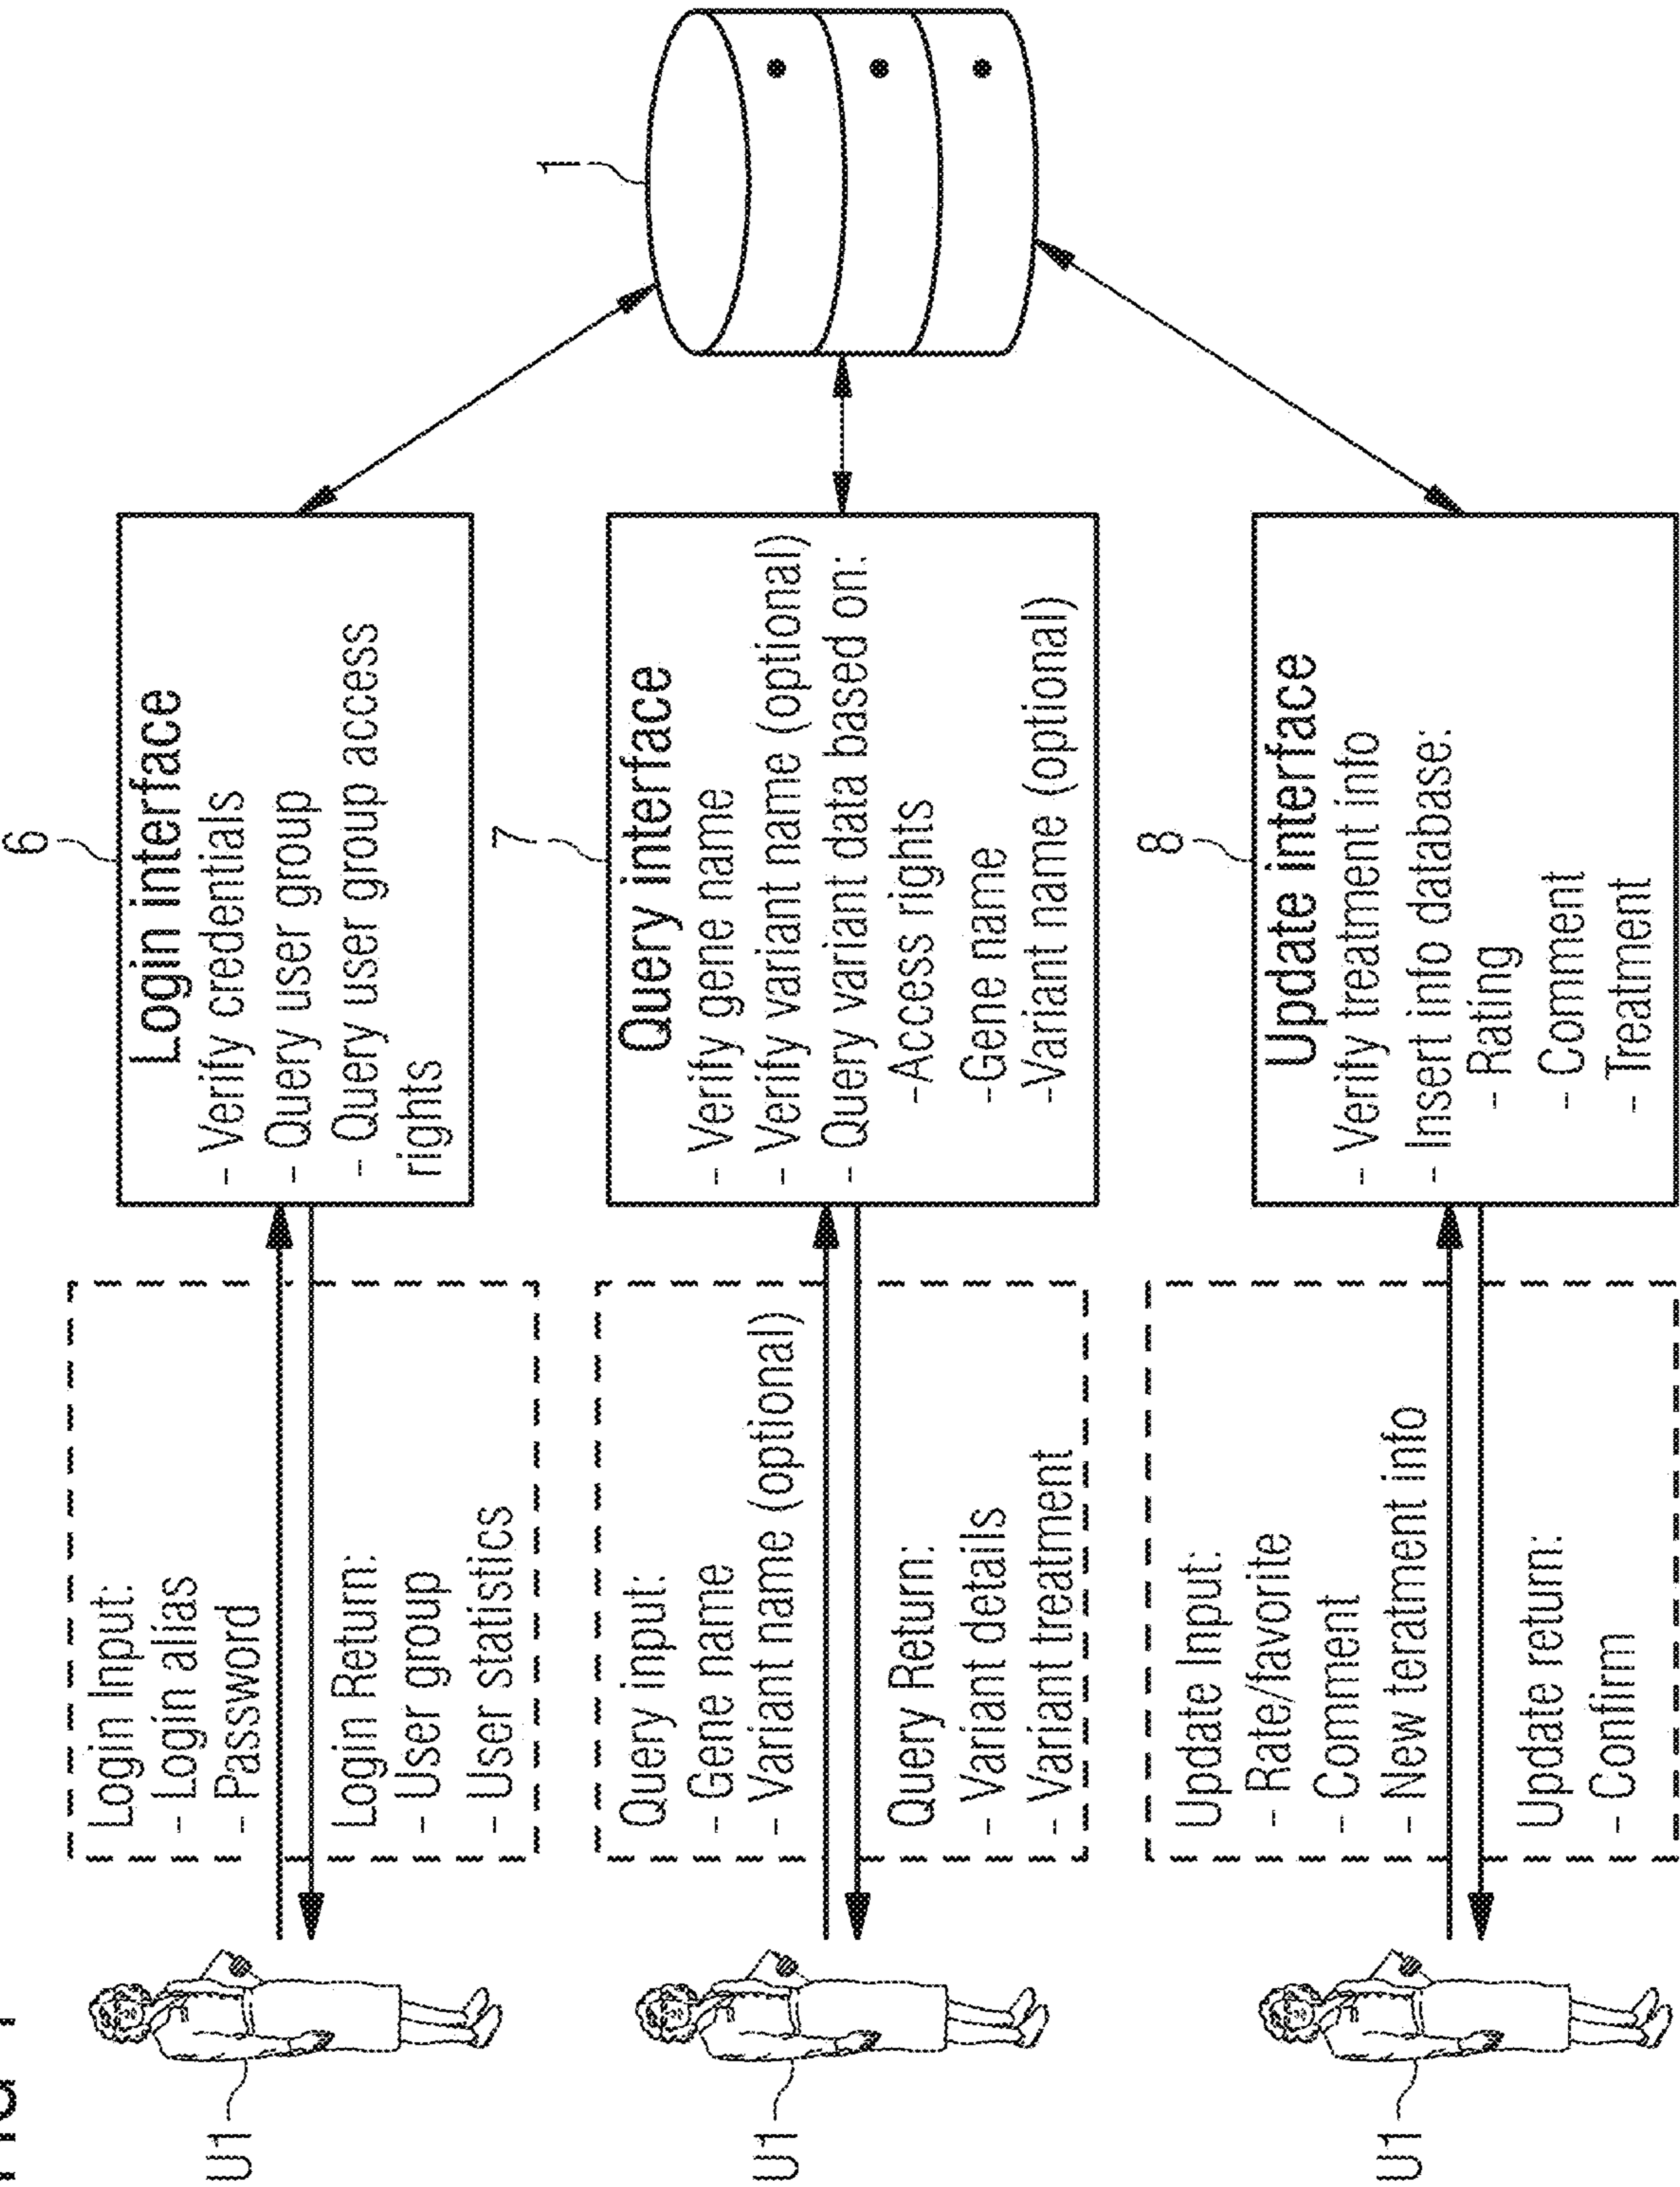 FIG
U1
Login Input:
- Login alias
- Password
Login Return:
- User group
- User statistics
6
Login interface
- Verify credentials
- Query user group
- Query user group access
rights
U1
Query input:
- Gene name
- Variant name (optional)
Query Return:
- Variant details
- Variant treatment
7
Query interface
- Verify gene name
- Verify variant name (optional)
- Query variant data based on:
-Access rights
-Gene name
-Variant name (optional)
1
U1
Update Input:
- Rate/favorite
- Comment
- New teratment info
Update return:
- Confirm
8
Update interface
- Verify treatment info
- Insert info database:
- Rating
- Comment
- Treatment